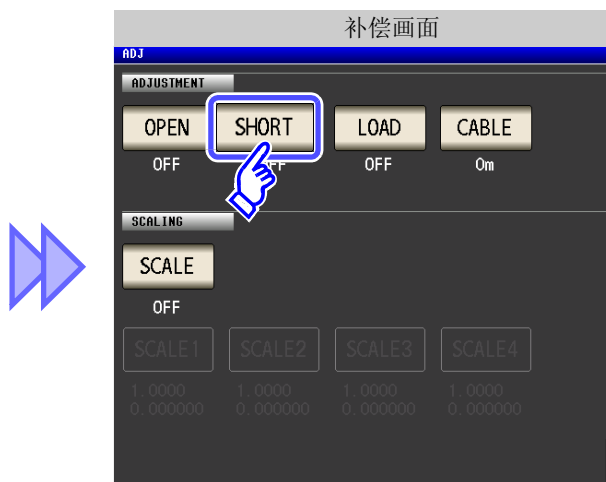 补偿画面
ADJ
ADJUSTMENT
OPEN SHORT LOAD CABLE
OFF OFF OFF 0m
SCALING
SCALE
OFF
SCALE1 SCALE2 SCALE3 SCALE4
1.0000 1.0000 1.0000 1.0000
0.000000 0.000000 0.000000 0.000000